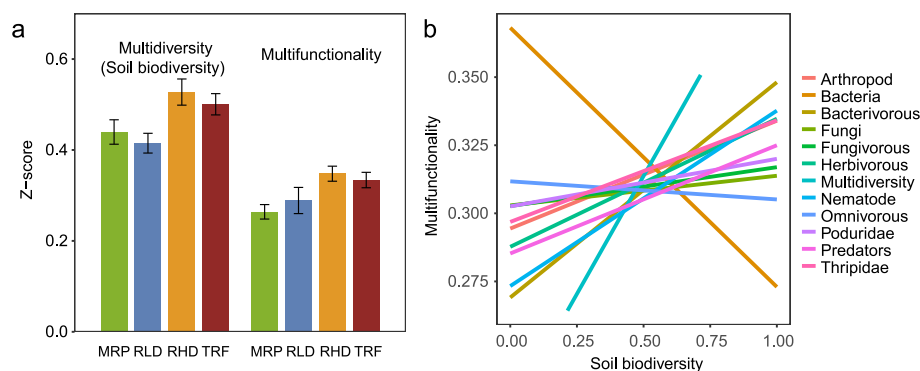 a
Multidiversity
(Soil biodiversity)
Multifunctionality
Z−score
0.6
0.4
0.2
0.0
MRP RLD RHD TRF
MRP RLD RHD TRF
b
Multifunctionality
0.350
0.325
0.300
0.275
0.00 0.25 0.50 0.75 1.00
Soil biodiversity
Arthropod
Bacteria
Bacterivorous
Fungi
Fungivorous
Herbivorous
Multidiversity
Nematode
Omnivorous
Poduridae
Predators
Thripidae